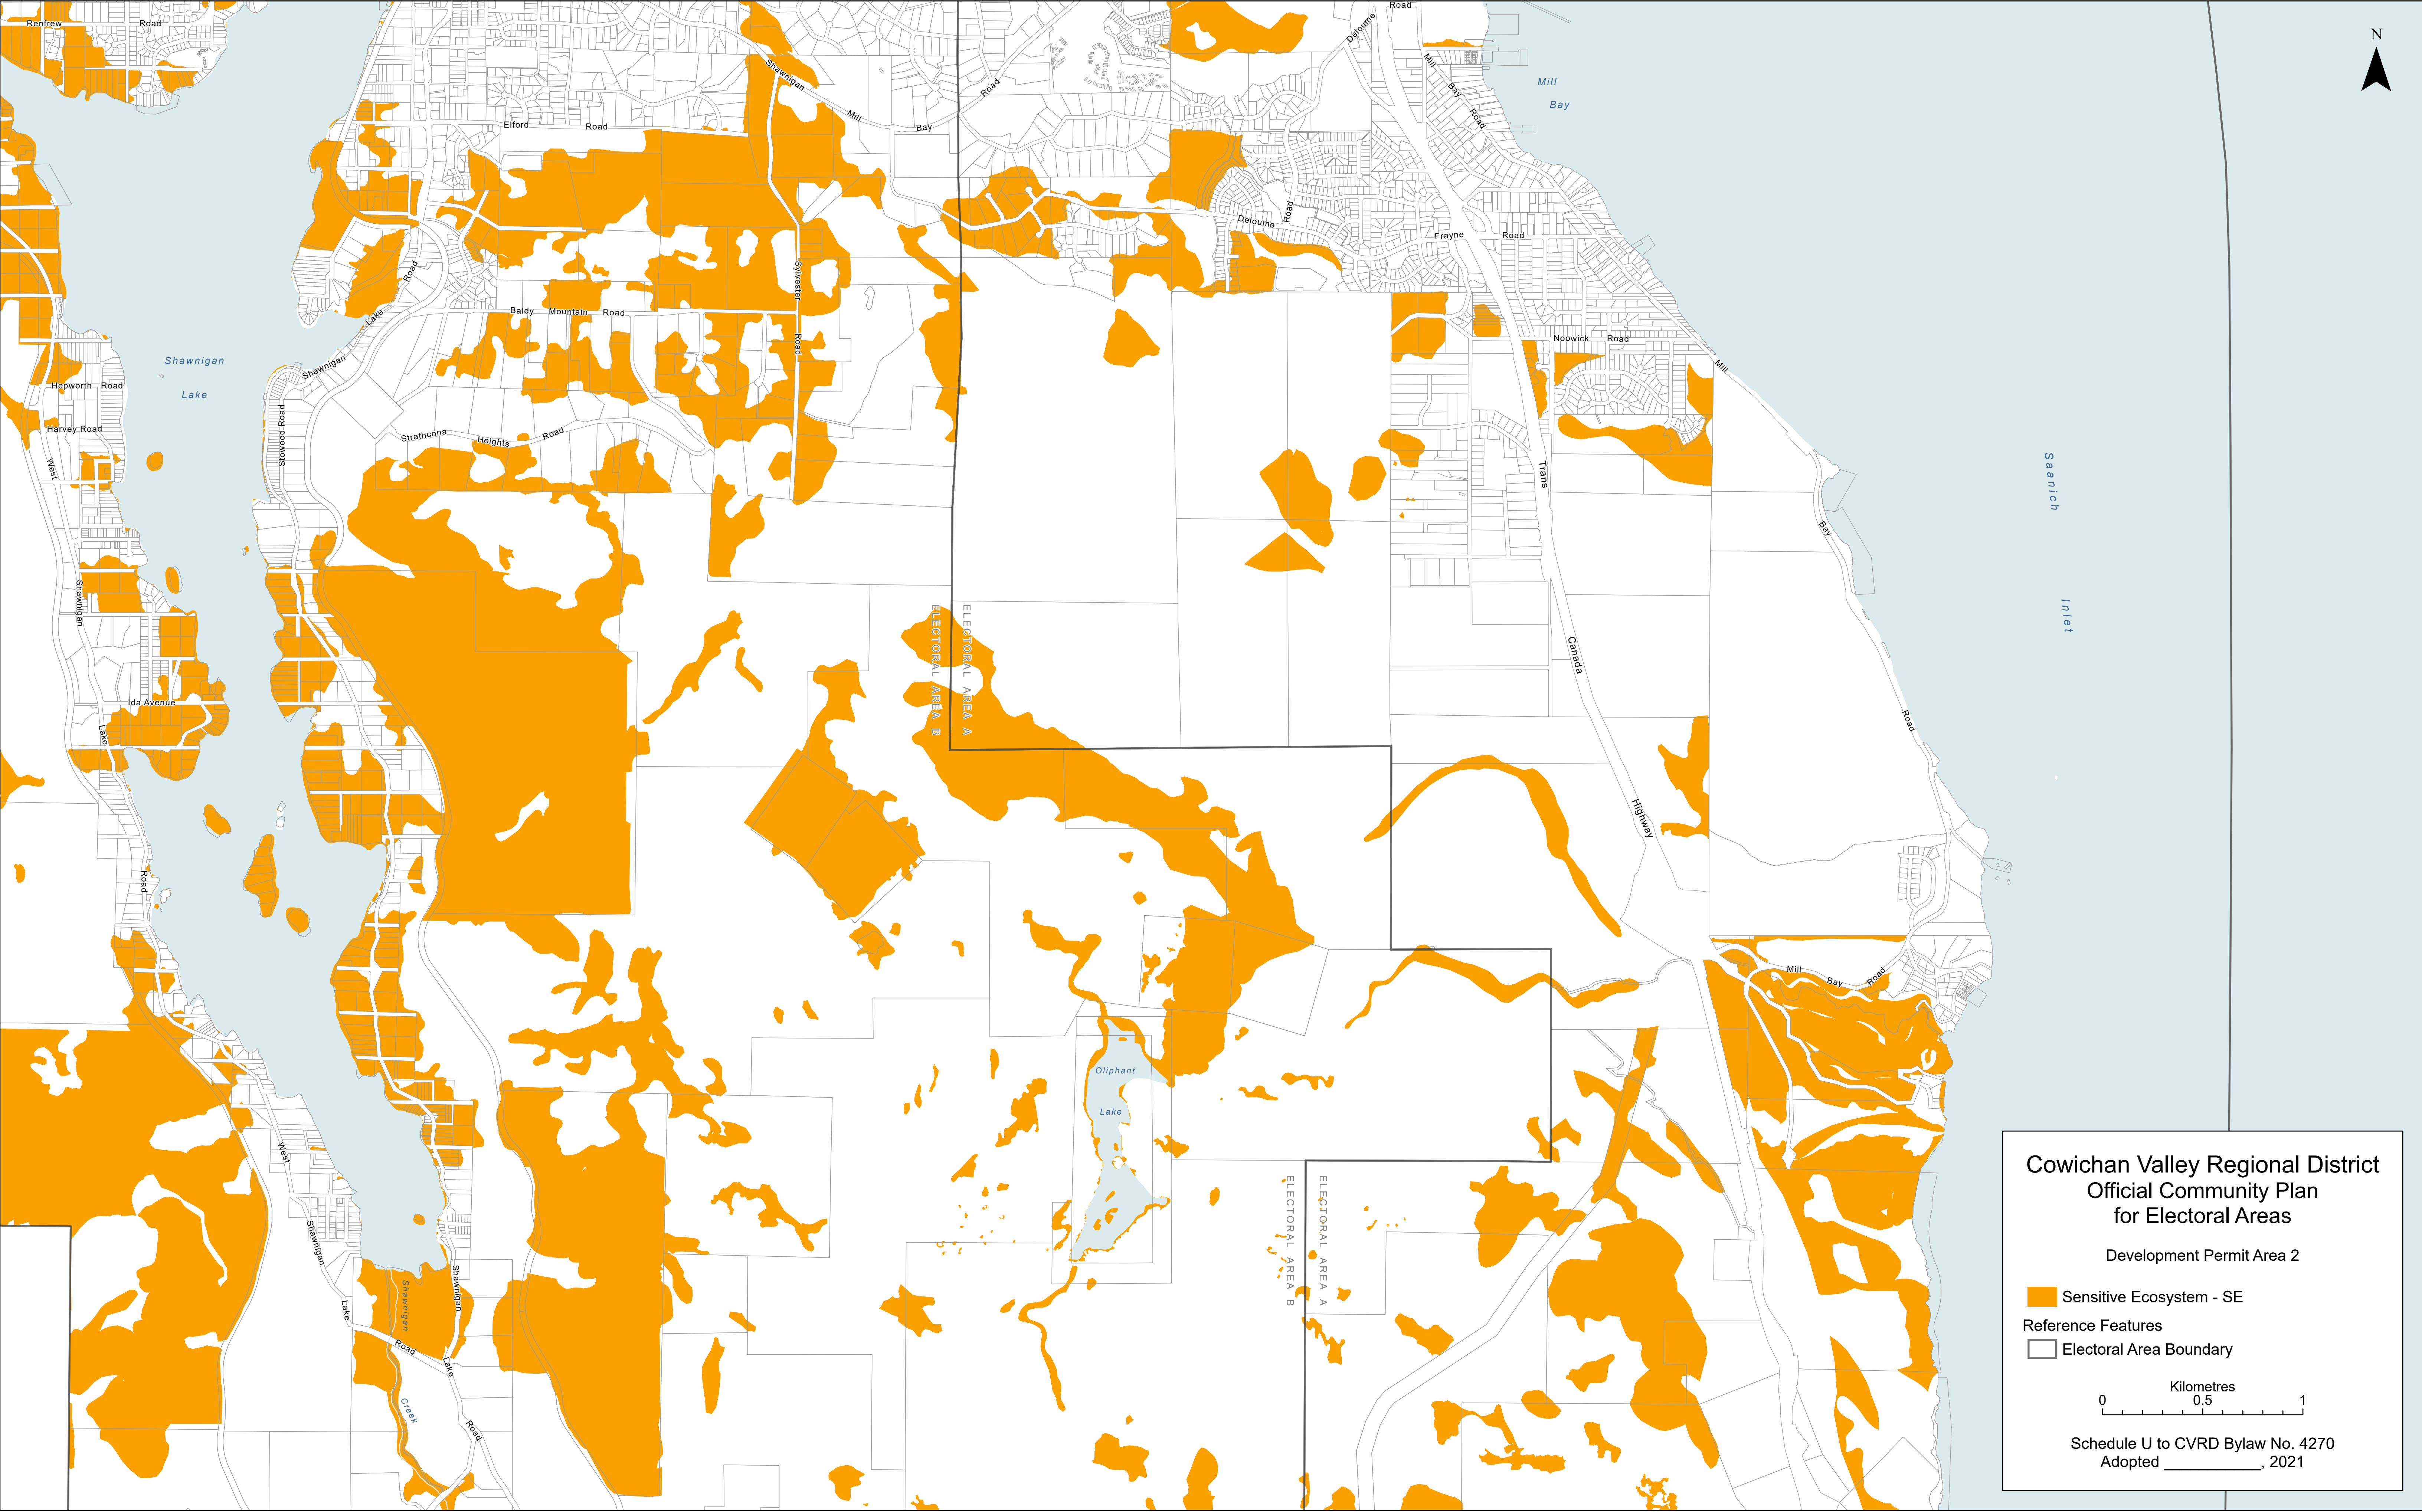 Renfrew Road
Road
N
Deloume
Mill
Bay
Mill
Bay
Road
Shawnigan
Mill
Bay
Road
Elford Road
Deloume
Road
Frayne Road
Sylvester
Road
Lake
Road
Baldy Mountain Road
Noowick Road
Mill
Shawnigan
Lake
Shawnigan
Hepworth Road
Stowood Road
Harvey Road
Strathcona Heights Road
West
Trans
Saanich
Inlet
Bay
Shawnigan
ELECTORAL AREA B
ELECTORAL AREA A
Canada
Ida Avenue
Lake
Road
Highway
Road
Mill Bay Road
Oliphant
Lake
West
Shawnigan
Lake
Road
ELECTORAL AREA B
ELECTORAL AREA A
Shawnigan
Creek
Shawnigan
Lake
Road
Cowichan Valley Regional District
Official Community Plan
for Electoral Areas
Development Permit Area 2
Sensitive Ecosystem - SE
Reference Features
Electoral Area Boundary
Kilometres
0 0.5 1
Schedule U to CVRD Bylaw No. 4270
Adopted ____________, 2021